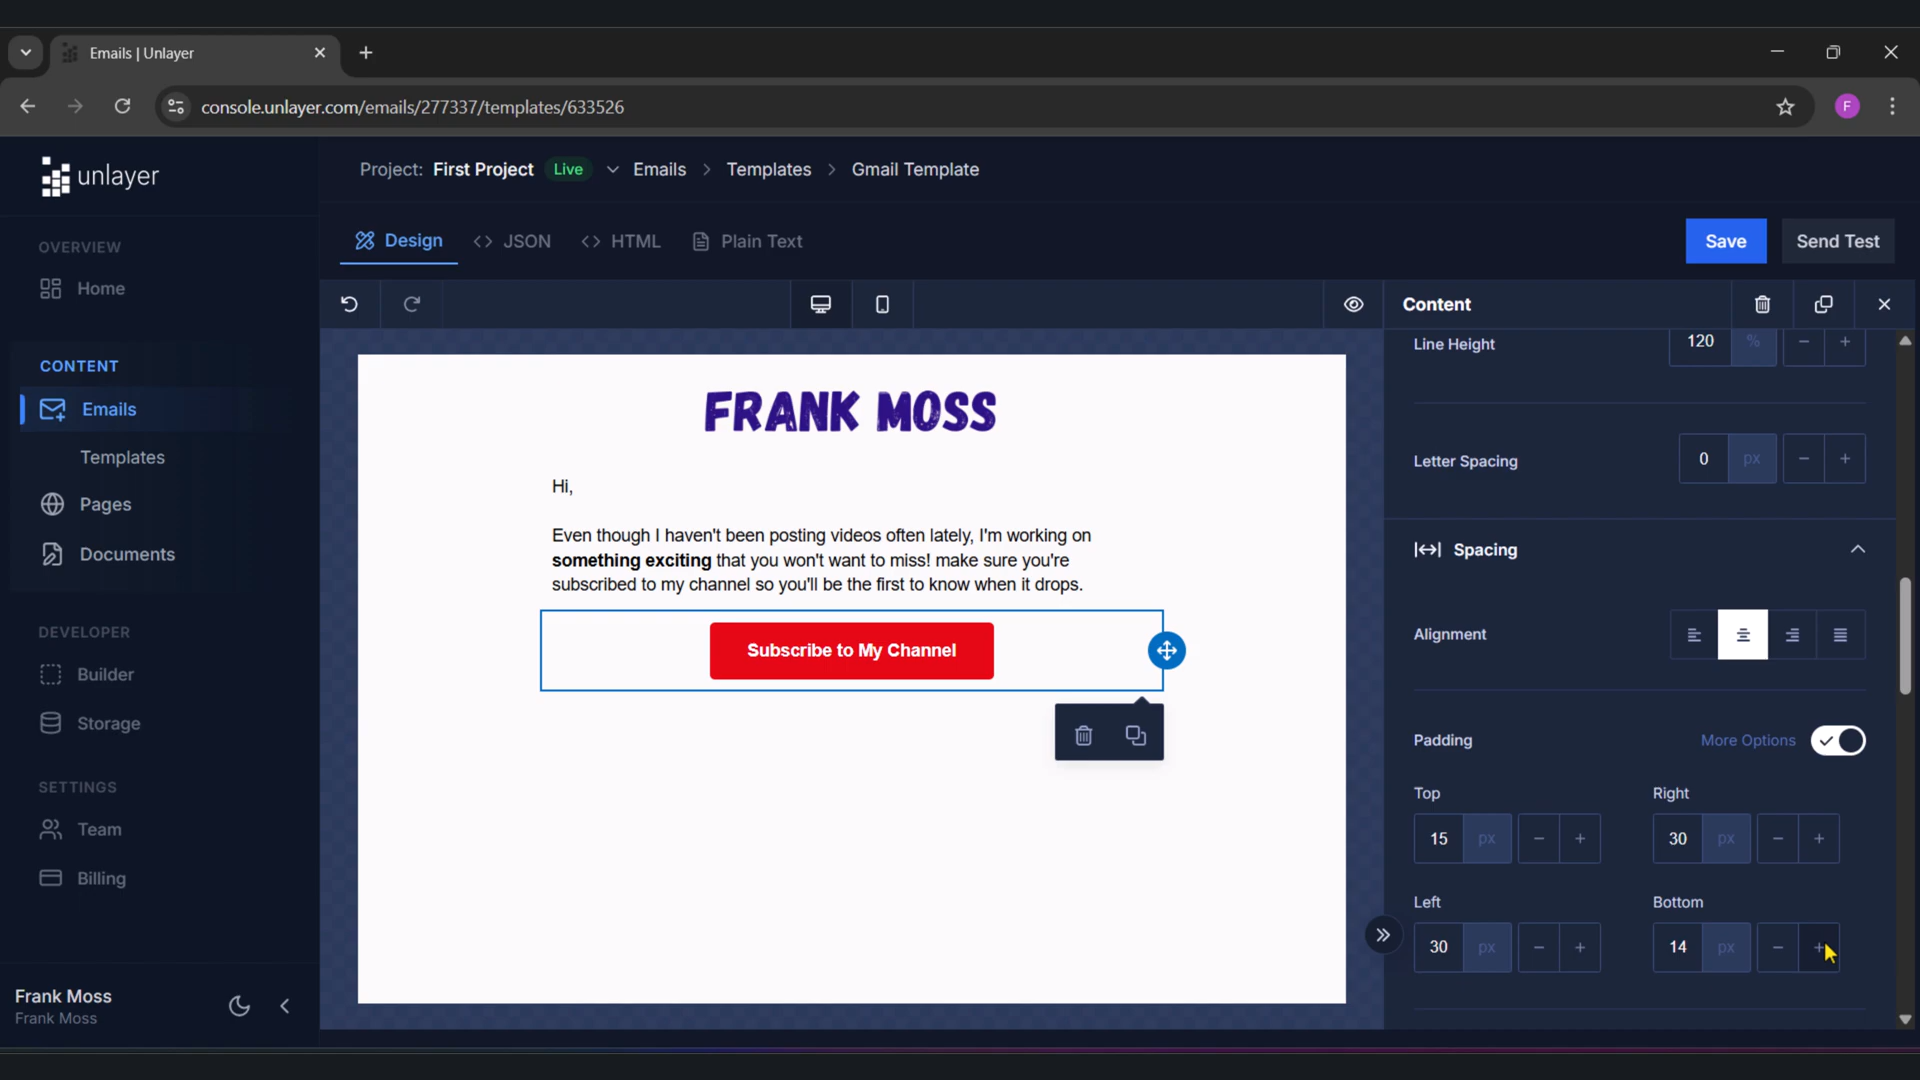 Emails | Unlayer
console.unlayer.com/emails/277337/templates/633526
F
unlayer
Project: First Project Live Emails > Templates > Gmail Template
OVERVIEW
Home
CONTENT
Emails
Templates
Pages
Documents
DEVELOPER
Builder
Storage
SETTINGS
Team
Billing
Frank Moss
Frank Moss
Design <> JSON <> HTML Plain Text
Save Send Test
FRANK MOSS
Hi,
Even though I haven't been posting videos often lately, I'm working on
something exciting that you won't want to miss! make sure you're
subscribed to my channel so you'll be the first to know when it drops.
Subscribe to My Channel
Content
Line Height 120 % − +
Letter Spacing 0 px − +
Spacing
Alignment
Padding More Options
Top Right
15 px − + 30 px − +
Left Bottom
30 px − + 14 px − +